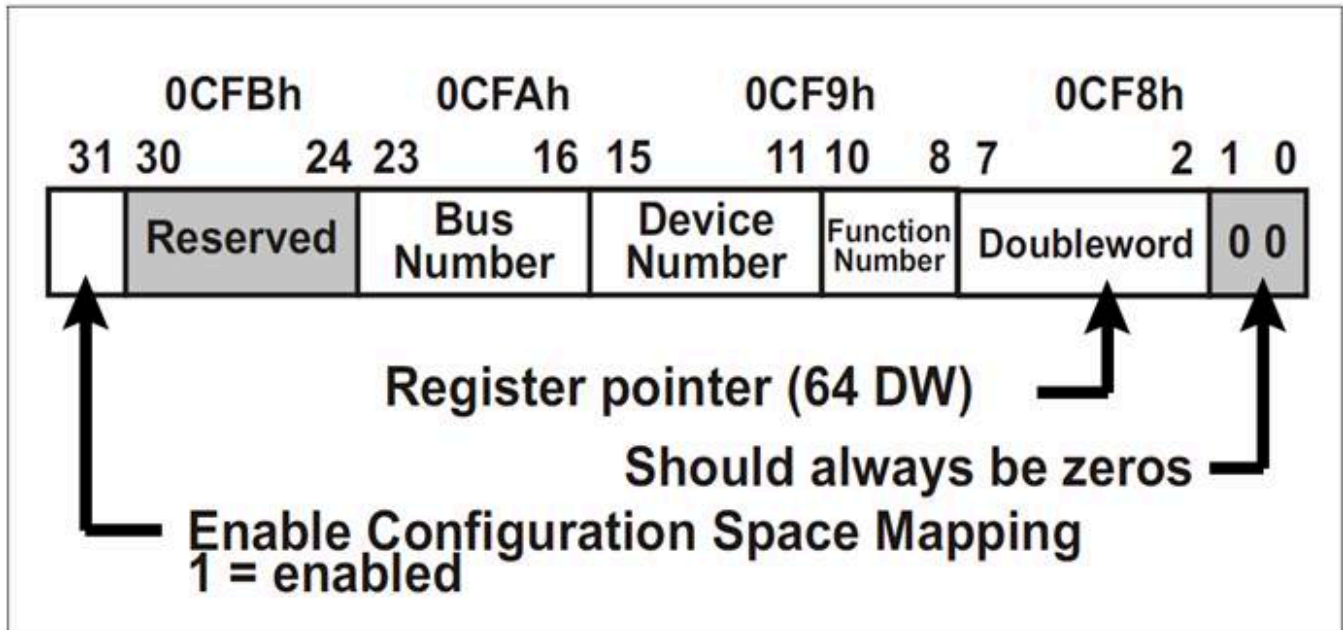 0CFBh 0CFAh 0CF9h 0CF8h
31 30 24 23 16 15 11 10 8 7 2 1 0
Reserved
Bus
Number
Device
Number
Function
Number
Doubleword
0 0
Register pointer (64 DW)
Should always be zeros
Enable Configuration Space Mapping
1 = enabled